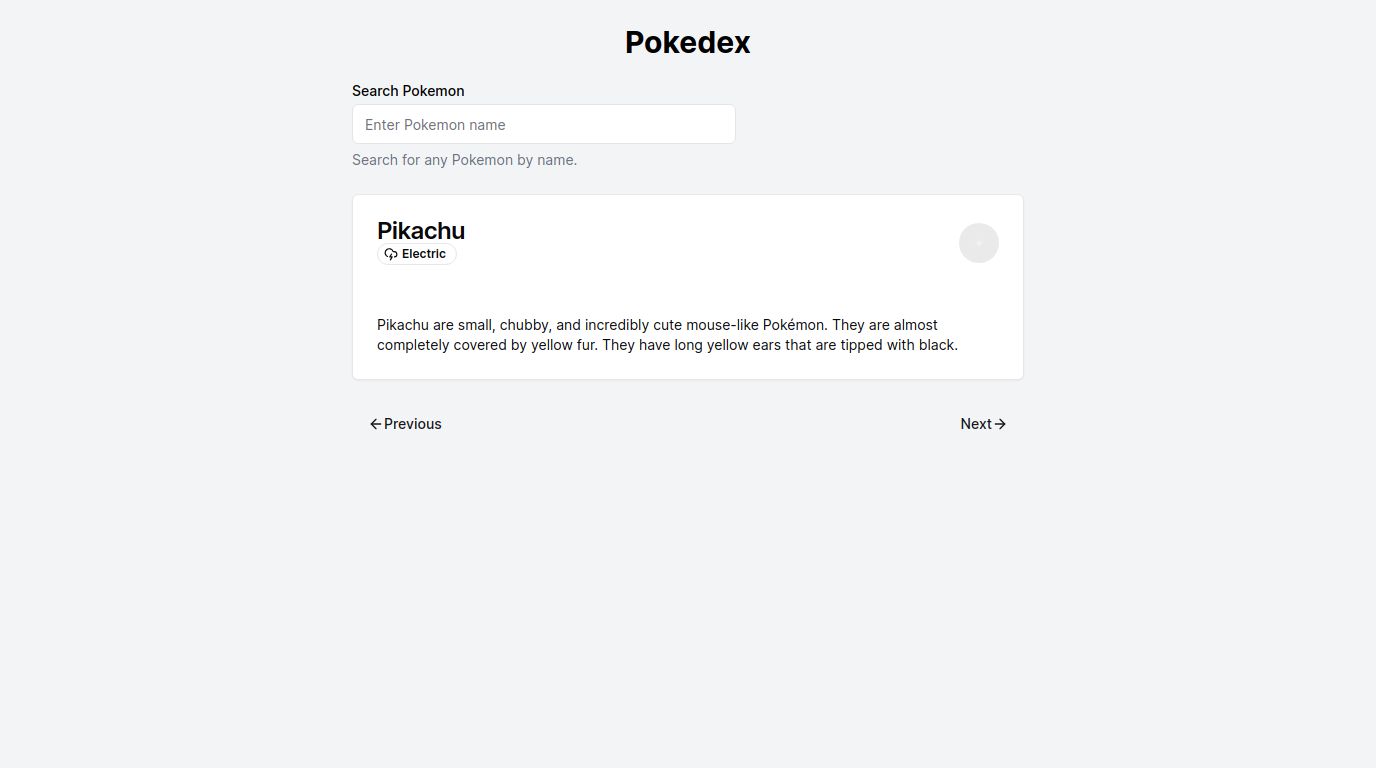 Pokedex
Search Pokemon
Enter Pokemon name
Search for any Pokemon by name.
Pikachu
Electric
Pikachu are small, chubby, and incredibly cute mouse-like Pokémon. They are almost
completely covered by yellow fur. They have long yellow ears that are tipped with black.
Previous
Next